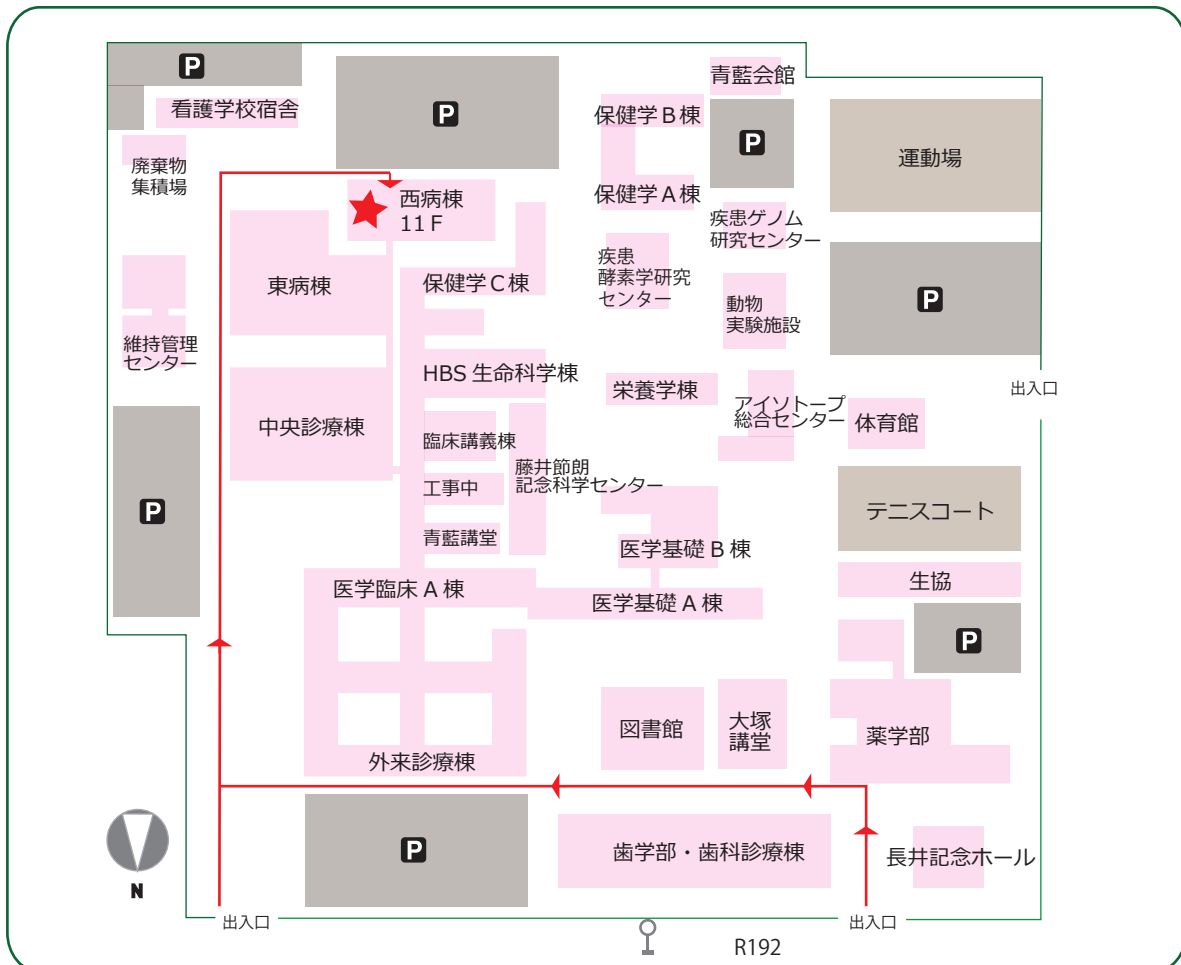 P
看護学校宿舎
廃棄物
集積場
P
青藍会館
保健学B棟
P
運動場
保健学A棟
西病棟
11F
疾患ゲノム
研究センター
疾患
酵素学研究
センター
東病棟
保健学C棟
動物
実験施設
P
維持管理
センター
HBS 生命科学棟
栄養学棟
出入口
アイソトープ
総合センター
体育館
中央診療棟
臨床講義棟
藤井節朗
記念科学センター
工事中
P
テニスコート
青藍講堂
医学基礎B棟
医学臨床A棟
医学基礎A棟
生協
P
図書館
大塚
講堂
薬学部
外来診療棟
P
歯学部・歯科診療棟
長井記念ホール
N
出入口
出入口
R192